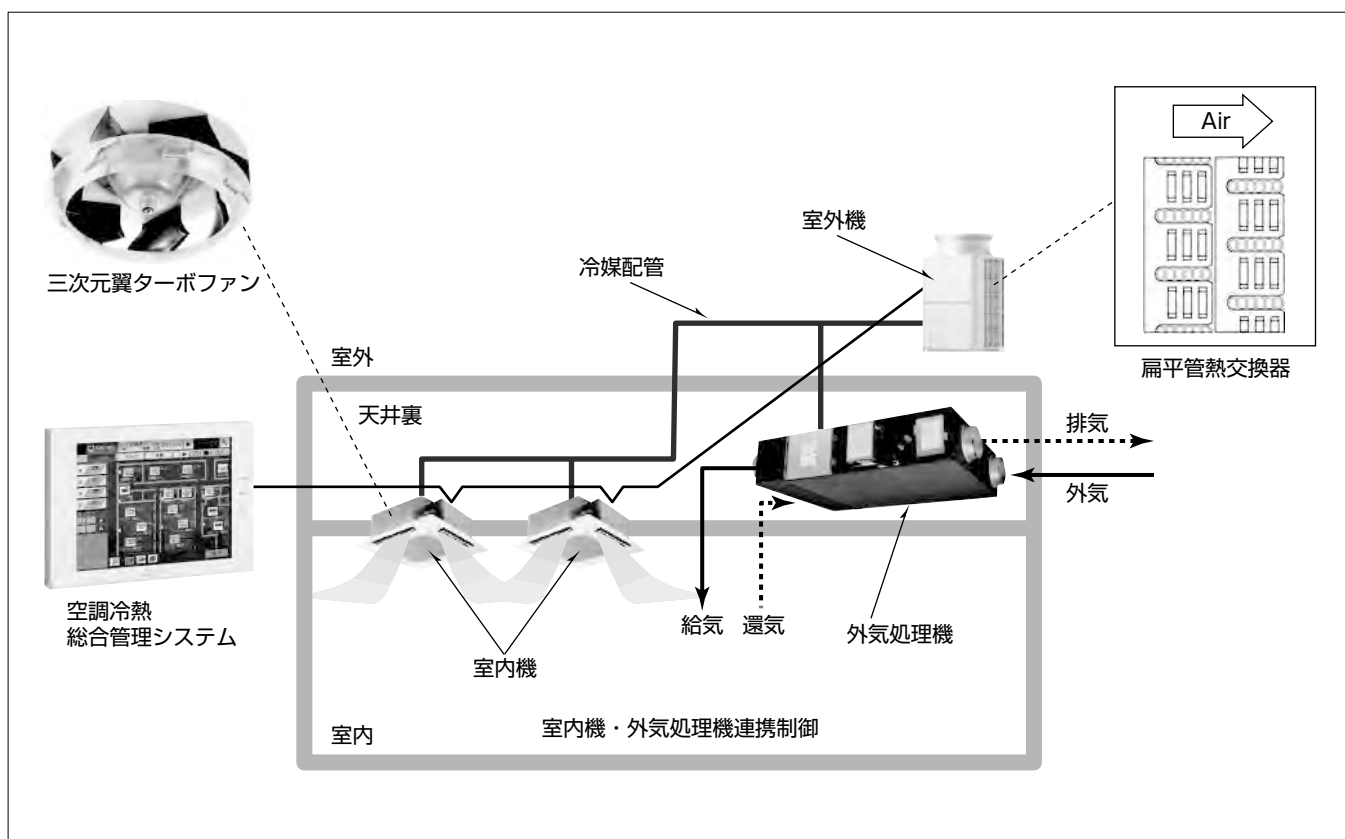 Air
三次元翼ターボファン
室外機
冷媒配管
扁平管熱交換器
室外
天井裏
排気
外気
空調冷熱
総合管理システム
給気
還気
外気処理機
室内機
室内
室内機・外気処理機連携制御